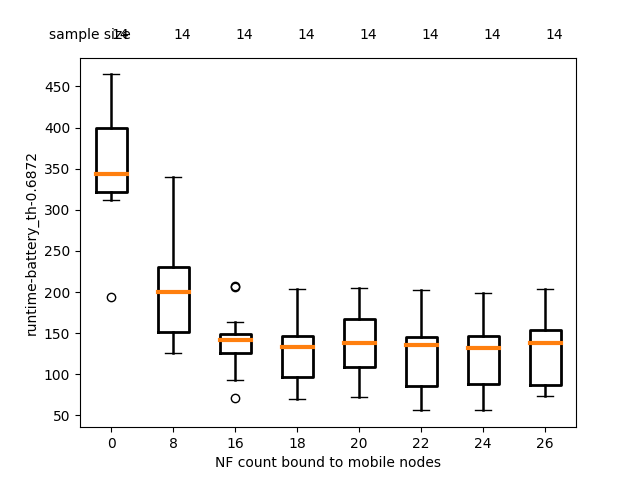 sample size 14 14 14 14 14 14 14 14
450
400
350
300
250
200
150
100
50
runtime-battery_th-0.6872
0 8 16 18 20 22 24 26
NF count bound to mobile nodes